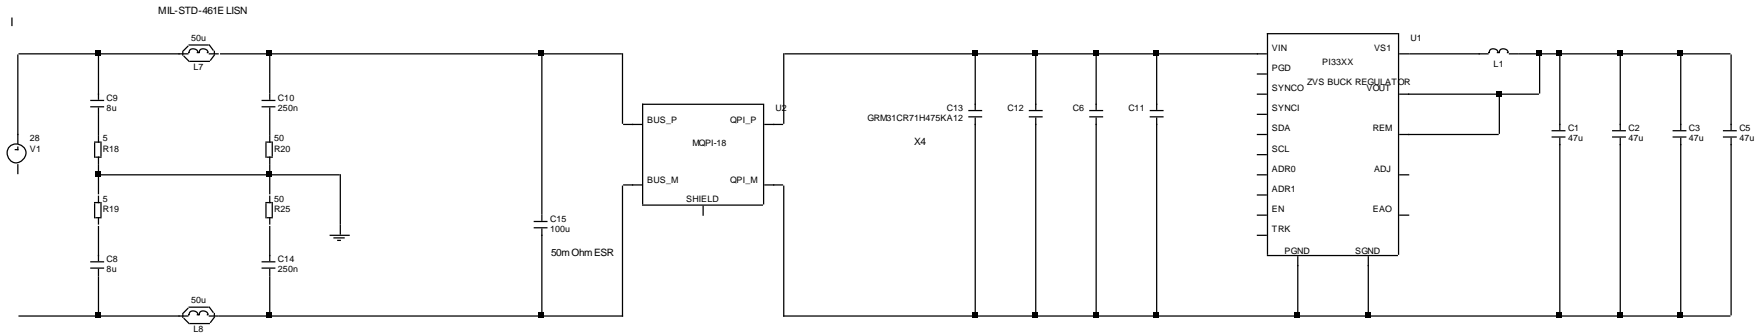 MIL-STD-461E LISN
I
50u
L7
C9
8u
C10
250n
28
V1
5
R18
50
R20
5
R19
50
R25
C8
8u
C14
250n
50u
L8
C15
100u
50m Ohm ESR
U2
BUS_P
QPI_P
MQPI-18
BUS_M
QPI_M
SHIELD
C13
GRM31CR71H475KA12
X4
C12
C6
C11
U1
VIN
VS1
PGD
PI33XX
ZVS BUCK REGULATOR
SYNCO
VOUT
SYNCI
SDA
REM
SCL
ADR0
ADJ
ADR1
EN
EAO
TRK
PGND
SGND
L1
C1
47u
C2
47u
C3
47u
C5
47u